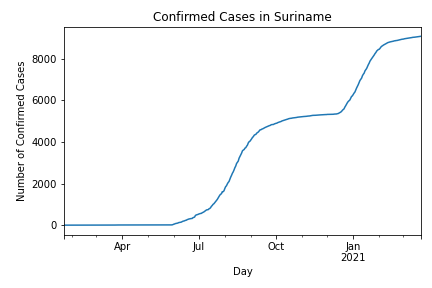 Confirmed Cases in Suriname
Number of Confirmed Cases
8000
6000
4000
2000
0
Apr
Jul
Oct
Jan
2021
Day